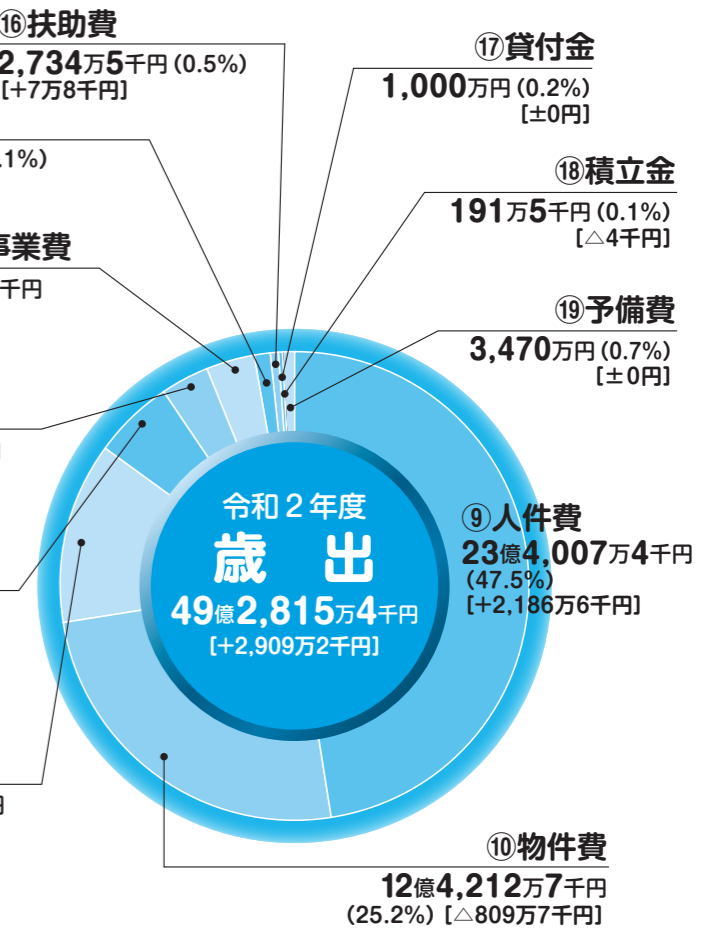 ⑯扶助費
2,734万5千円(0.5%)
[+7万8千円]
⑰貸付金
1,000万円(0.2%)
[±0円]
.1%)
⑱積立金
191万5千円(0.1%)
[△4千円]
事業費
千円
⑲予備費
3,470万円(0.7%)
[±0円]
令和2年度
歳 出
49億2,815万4千円
[+2,909万2千円]
⑨人件費
23億4,007万4千円
(47.5%)
[+2,186万6千円]
円
⑩物件費
12億4,212万7千円
(25.2%) [△809万7千円]